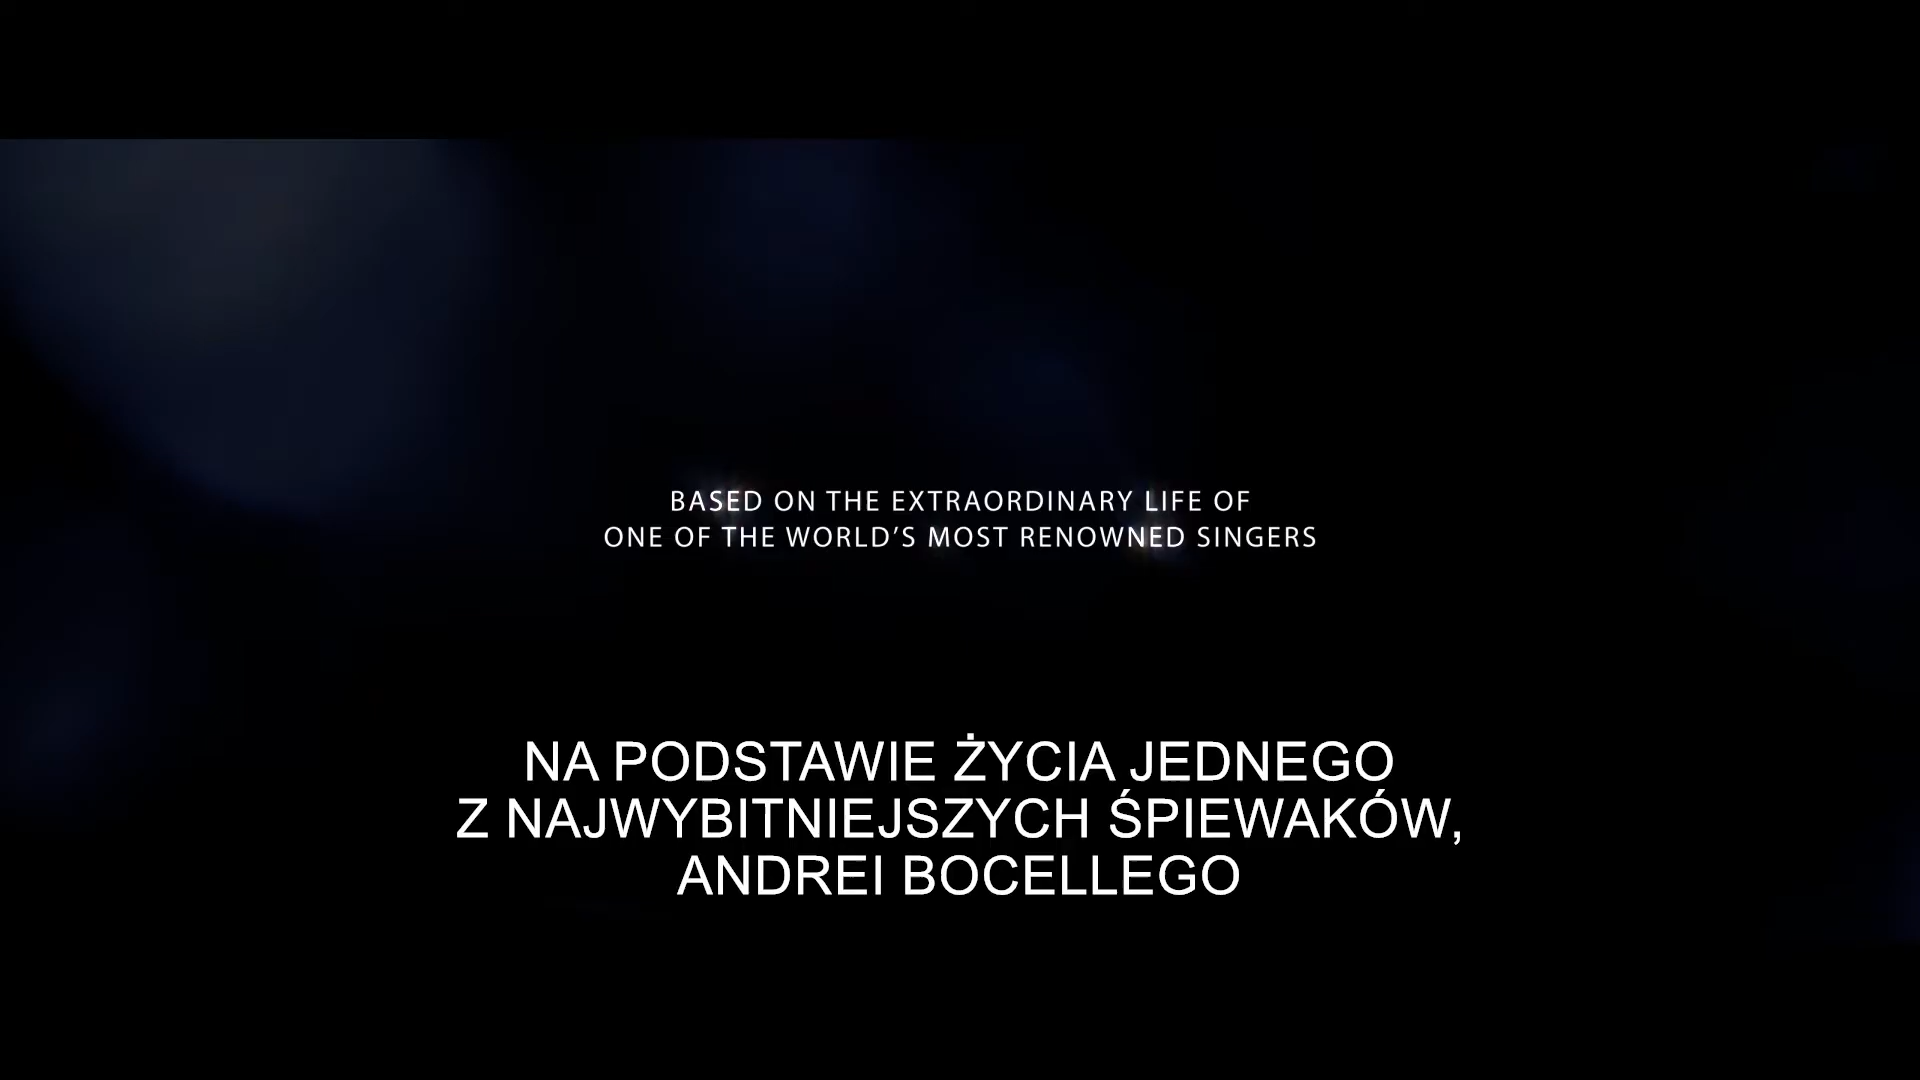 BASED ON THE EXTRAORDINARY LIFE OF
ONE OF THE WORLD’S MOST RENOWNED SINGERS
NA PODSTAWIE ŻYCIA JEDNEGO
Z NAJWYBITNIEJSZYCH ŚPIEWAKÓW,
ANDREI BOCELLEGO